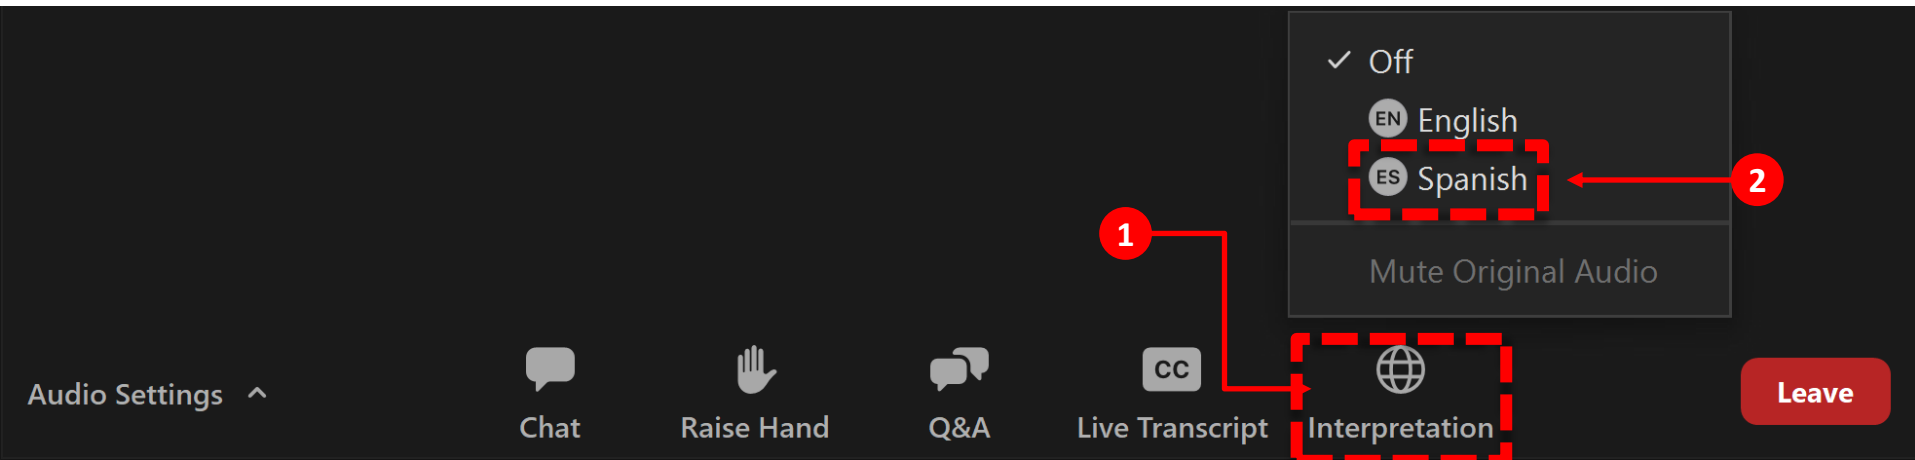 Off
EN English
ES Spanish
2
1
Mute Original Audio
CC
Audio Settings
Chat
Raise Hand
Q&A
Live Transcript
Interpretation
Leave